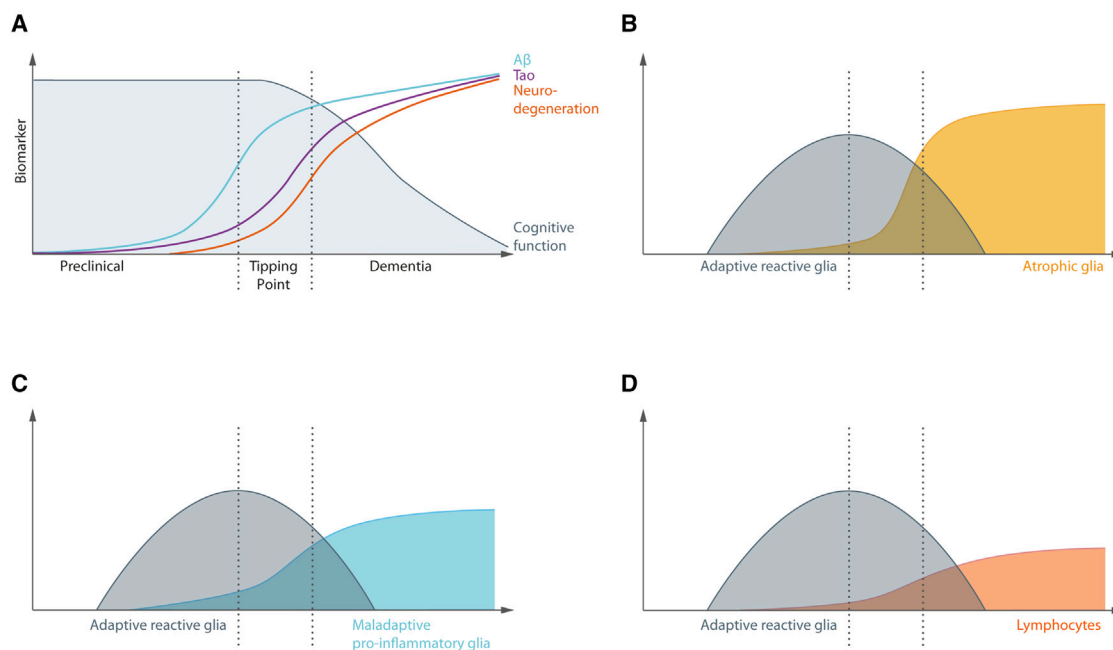 A
Biomarker
Aβ
Tao
Neuro-
degeneration
Cognitive
function
Preclinical
Tipping
Point
Dementia
B
Adaptive reactive glia
Atrophic glia
C
Adaptive reactive glia
Maladaptive
pro-inflammatory glia
D
Adaptive reactive glia
Lymphocytes